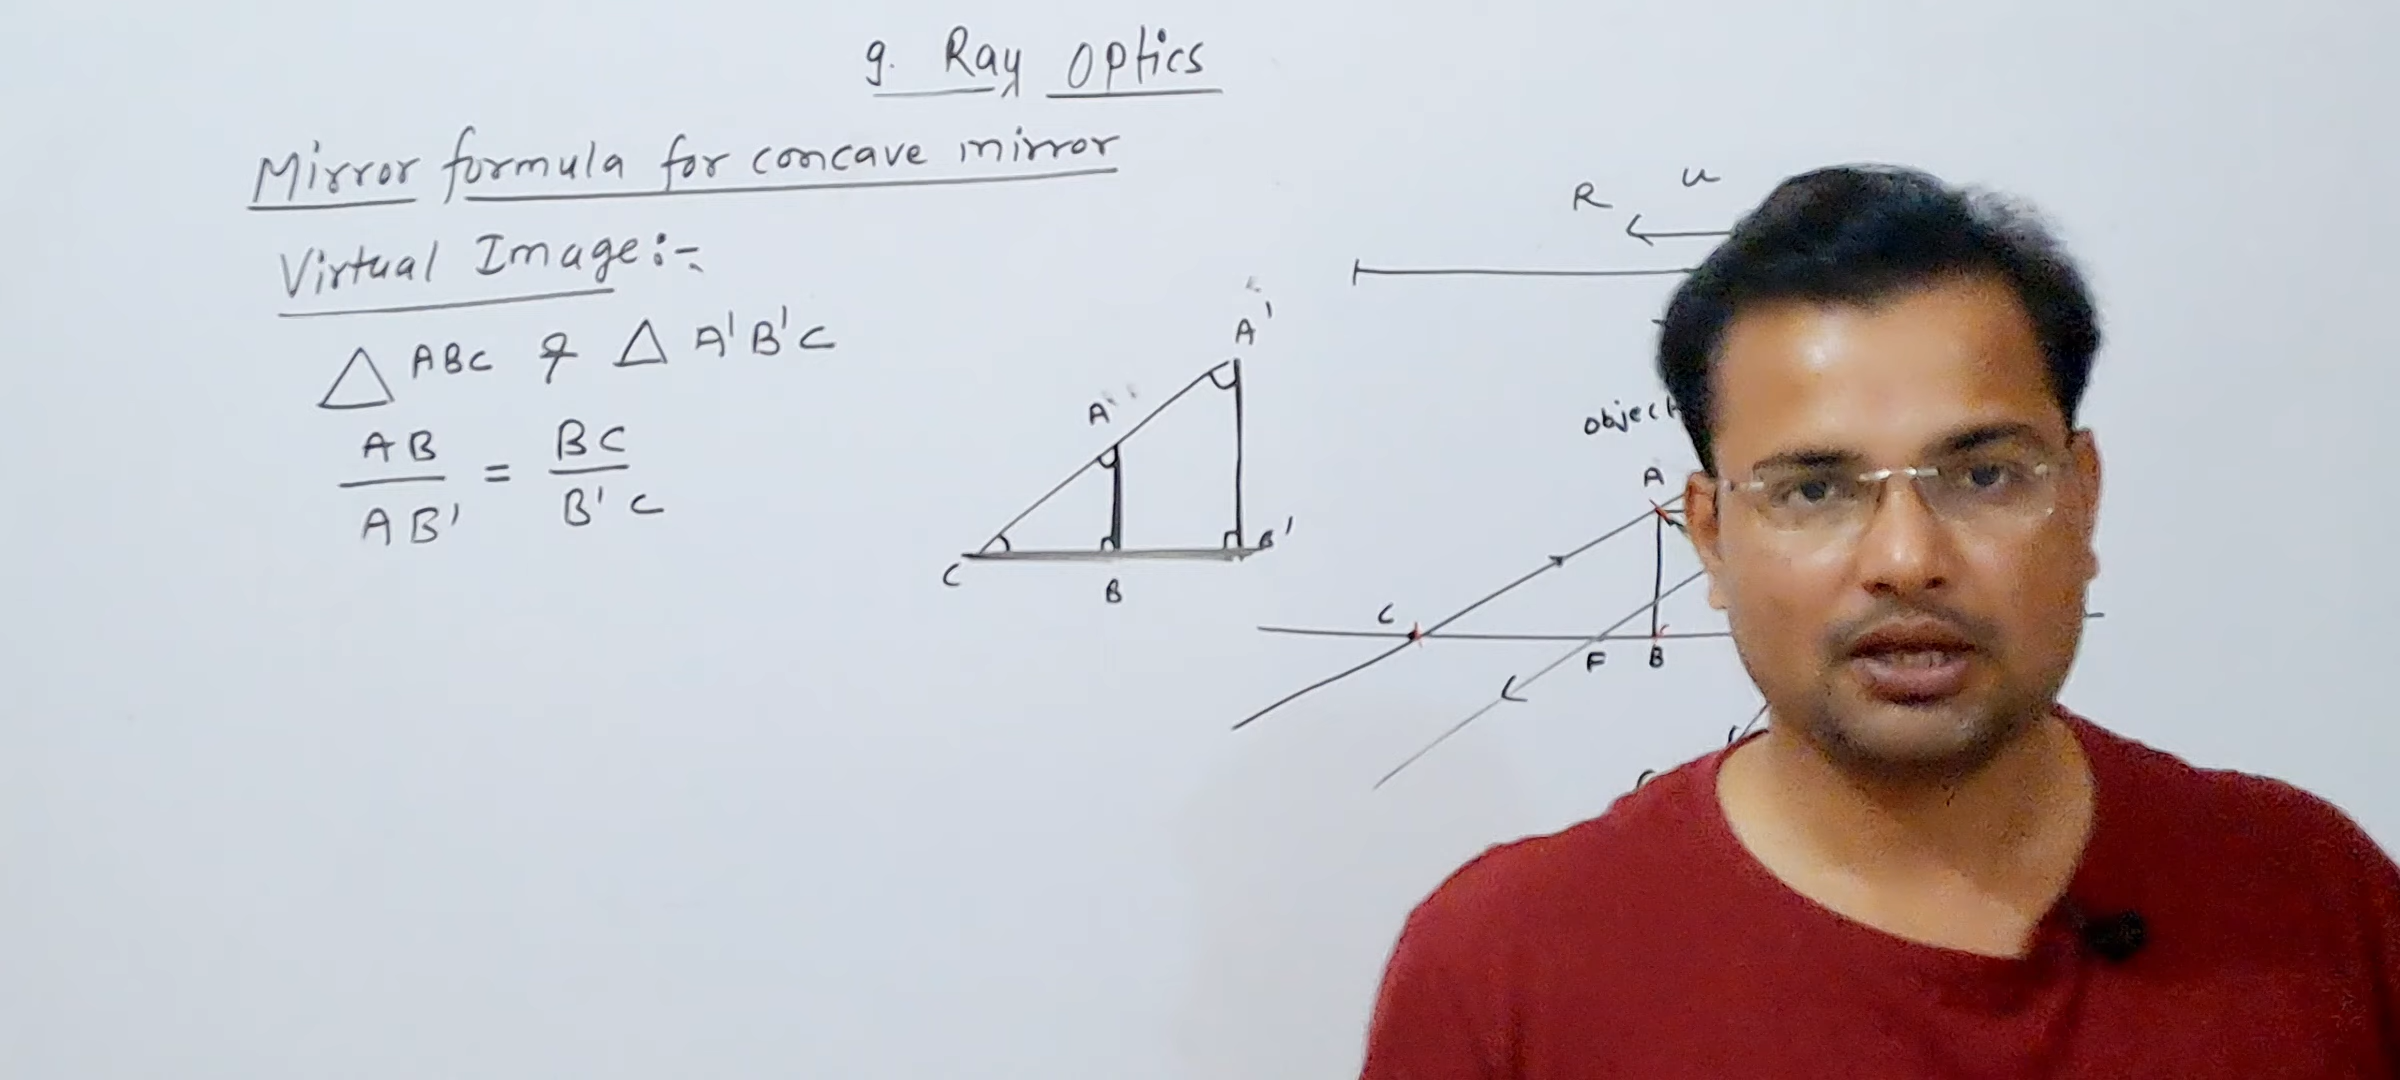 9. Ray Optics
Mirror formula for concave mirror
Virtual Image:-
△ ABC & △ A'B'C
AB/AB' = BC/B'C
A'
A
C
B
B'
R
u
object
A
C
F
B